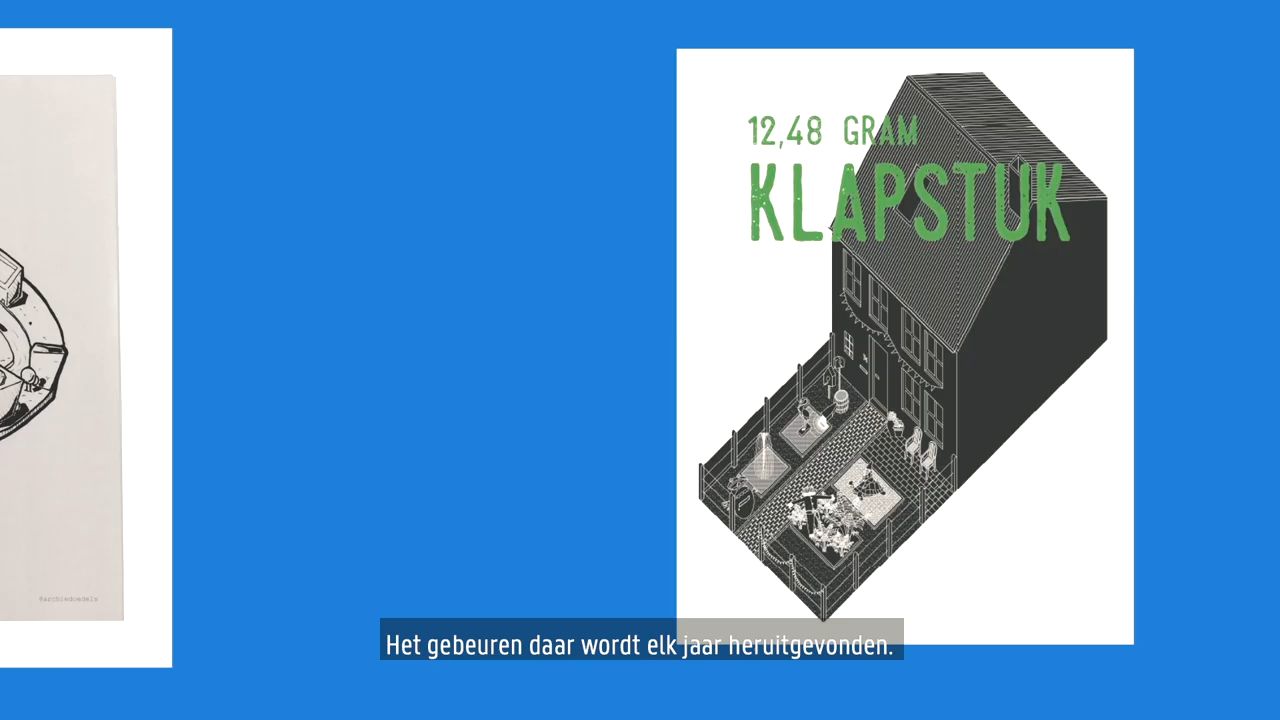 12,48 GRAM
KLAPSTUK
Het gebeuren daar wordt elk jaar heruitgevonden.